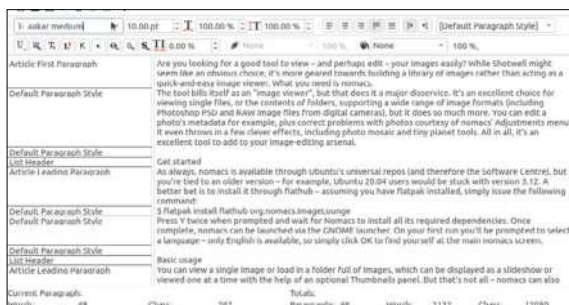 aakar medium 10.00 pt 100.00 % 100.00 % [Default Paragraph Style]
0.00 % None 100 % None 100 %
Article First Paragraph Are you looking for a good tool to view – and perhaps edit – your images easily? While Shotwell might
seem like an obvious choice, it's more geared towards building a library of images rather than acting as a
quick-and-easy image viewer. What you need is nomacs.
Default Paragraph Style The tool bills itself as an "image viewer", but that does it a major disservice. It's an excellent choice for
viewing single files, or the contents of folders, supporting a wide range of image formats (including
Photoshop PSD and RAW image files from digital cameras), but it does so much more. You can edit a
photo's metadata for example, plus correct problems with photos courtesy of nomacs' Adjustments menu
It even throws in a few clever effects, including photo mosaic and tiny planet tools. All in all, it's an
excellent tool to add to your image-editing arsenal.
Default Paragraph Style
List Header Get started
Article Leading Paragraph As always, nomacs is available through Ubuntu's universal repos (and therefore the Software Centre), but
you're tied to an older version – for example, Ubuntu 20.04 users would be stuck with version 3.12. A
better bet is to install it through flathub – assuming you have flatpak installed, simply issue the following
command:
Default Paragraph Style $ flatpak install flathub org.nomacs.ImageLounge
Default Paragraph Style Press Y twice when prompted and wait for Nomacs to install all its required dependencies. Once
complete, nomacs can be launched via the GNOME launcher. On your first run you'll be prompted to select
a language – only English is available, so simply click OK to find yourself at the main nomacs screen.
Default Paragraph Style
List Header Basic usage
Article Leading Paragraph You can view a single image or load in a folder full of images, which can be displayed as a slideshow or
viewed one at a time with the help of an optional Thumbnails panel. But that's not all – nomacs can also
Current Paragraph: Totals: